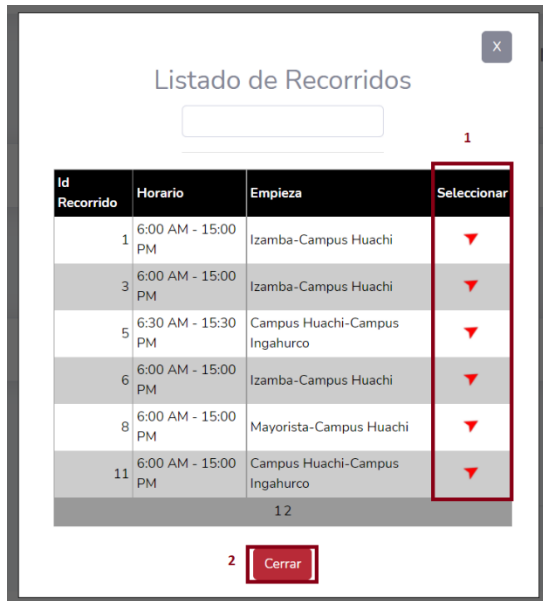 X
Listado de Recorridos
1
Id Recorrido Horario Empieza Seleccionar
1 6:00 AM - 15:00 PM Izamba-Campus Huachi
3 6:00 AM - 15:00 PM Izamba-Campus Huachi
5 6:30 AM - 15:30 PM Campus Huachi-Campus Ingahurco
6 6:00 AM - 15:00 PM Izamba-Campus Huachi
8 6:00 AM - 15:00 PM Mayorista-Campus Huachi
11 6:00 AM - 15:00 PM Campus Huachi-Campus Ingahurco
1 2
2 Cerrar